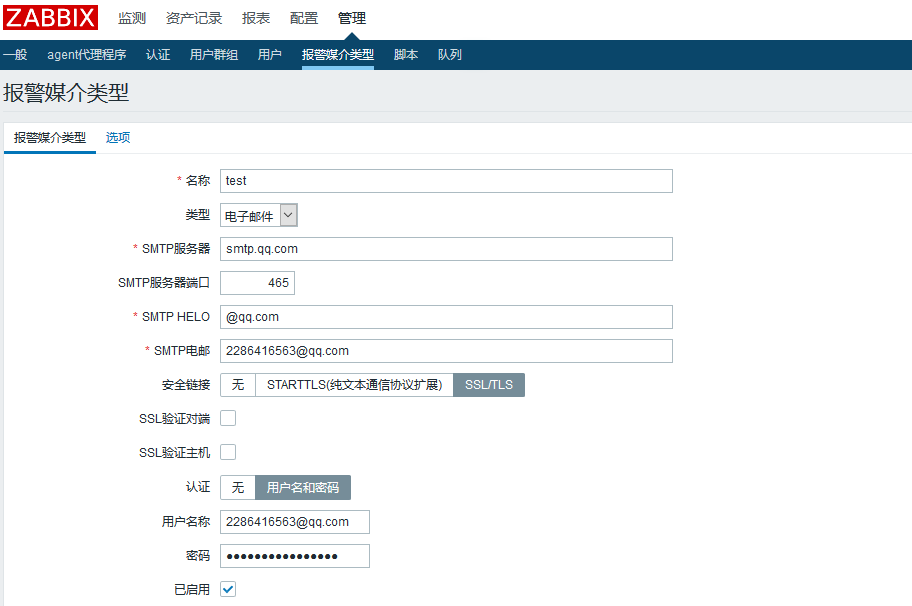 ZABBIX 监测 资产记录 报表 配置 管理
一般 agent代理程序 认证 用户群组 用户 报警媒介类型 脚本 队列
报警媒介类型
报警媒介类型 选项
* 名称 test
类型 电子邮件
* SMTP服务器 smtp.qq.com
SMTP服务器端口 465
* SMTP HELO @qq.com
* SMTP电邮 2286416563@qq.com
安全链接 无 STARTTLS(纯文本通信协议扩展) SSL/TLS
SSL验证对端
SSL验证主机
认证 无 用户名和密码
用户名称 2286416563@qq.com
密码 ●●●●●●●●●●●●●●●●
已启用